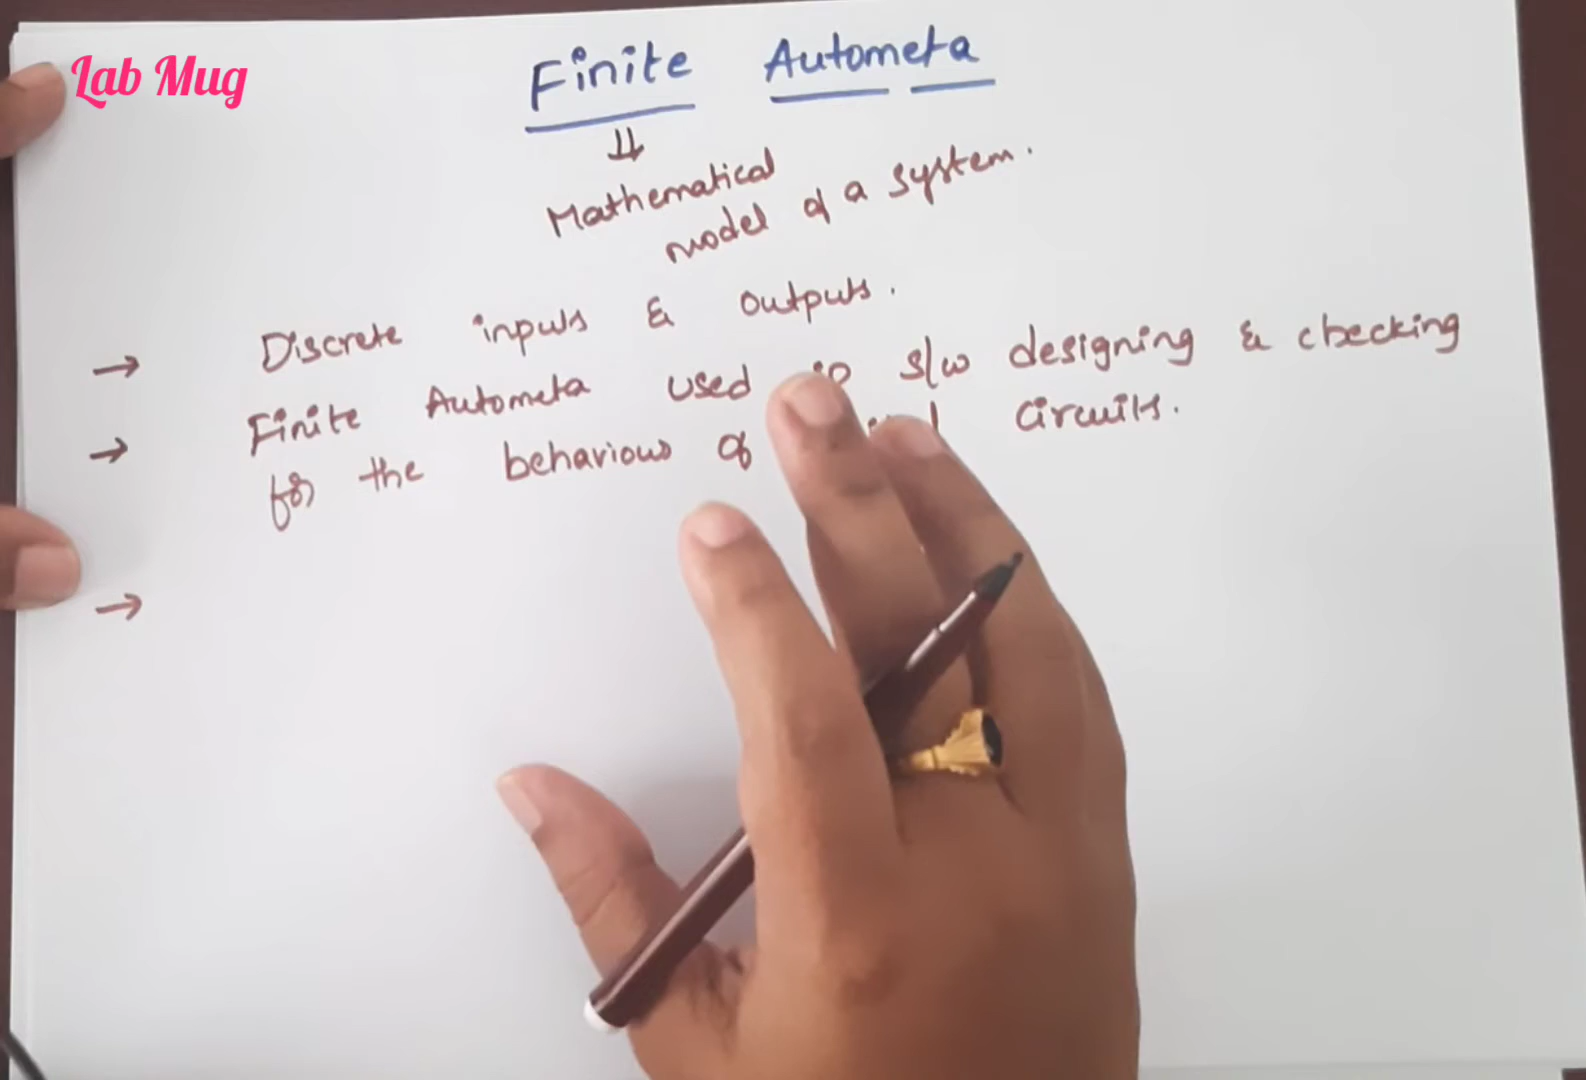 Lab Mug
Finite Autometa
⇓
Mathematical
model of a system.
→ Discrete inputs & outputs.
→ Finite Autometa used s/w designing & checking
for the behaviour of circuits.
→